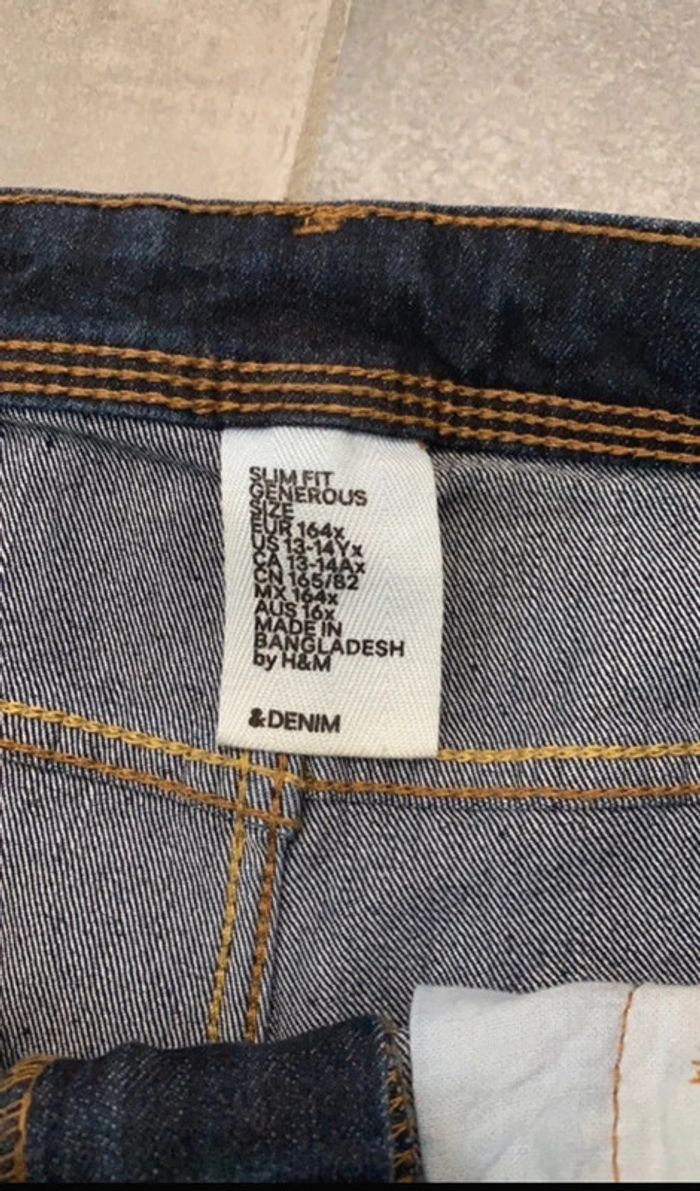 SLIM FIT
GENEROUS
SIZE
EUR 164x
US 13-14Yx
CA 13-14Ax
CN 165/82
MX 164x
AUS 16x
MADE IN
BANGLADESH
by H&M
&DENIM